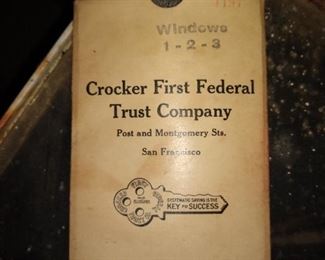 Windows
1-2-3
Crocker First Federal
Trust Company
Post and Montgomery Sts.
San Francisco
SYSTEMATIC SAVING IS THE
KEY TO SUCCESS